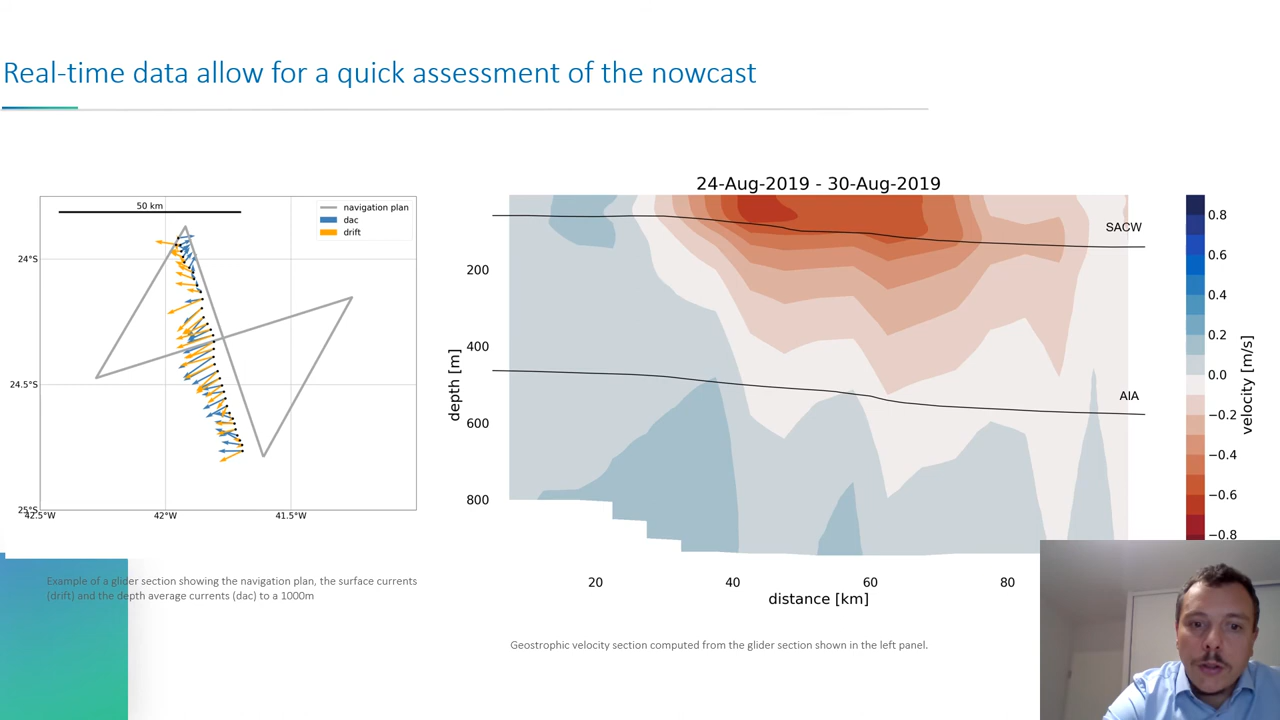 Real-time data allow for a quick assessment of the nowcast
50 km
navigation plan
dac
drift
24°S
24.5°S
25°S
42.5°W
42°W
41.5°W
Example of a glider section showing the navigation plan, the surface currents
(drift) and the depth average currents (dac) to a 1000m
24-Aug-2019 - 30-Aug-2019
SACW
AIA
depth [m]
200
400
600
800
20
40
60
80
distance [km]
0.8
0.6
0.4
0.2
0.0
−0.2
−0.4
−0.6
−0.8
velocity [m/s]
Geostrophic velocity section computed from the glider section shown in the left panel.